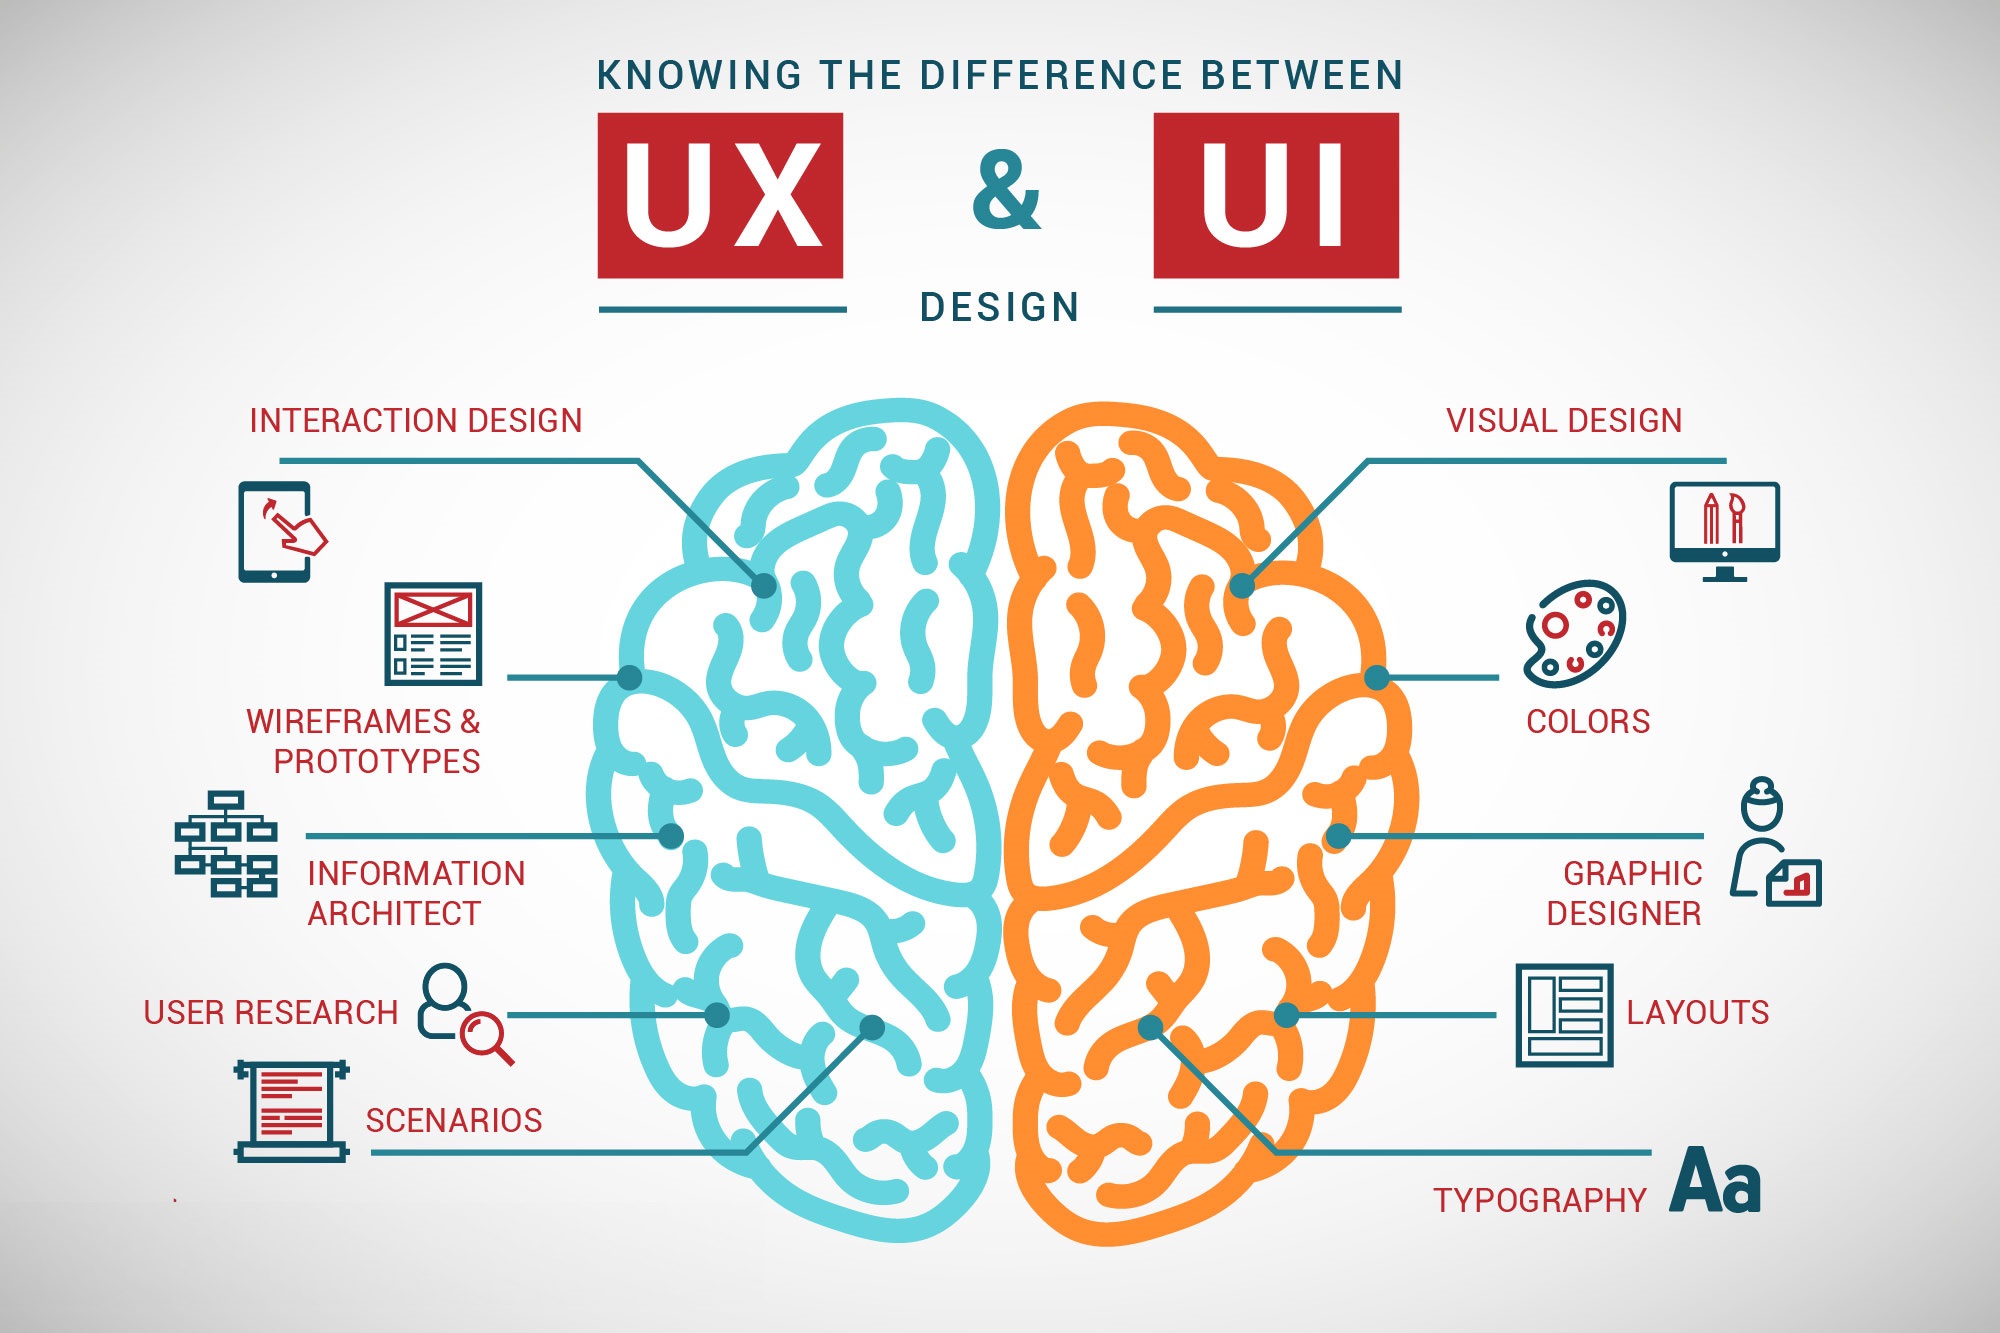 KNOWING THE DIFFERENCE BETWEEN
UX & UI
DESIGN
INTERACTION DESIGN
WIREFRAMES &
PROTOTYPES
INFORMATION
ARCHITECT
USER RESEARCH
SCENARIOS
VISUAL DESIGN
COLORS
GRAPHIC
DESIGNER
LAYOUTS
TYPOGRAPHY
Aa